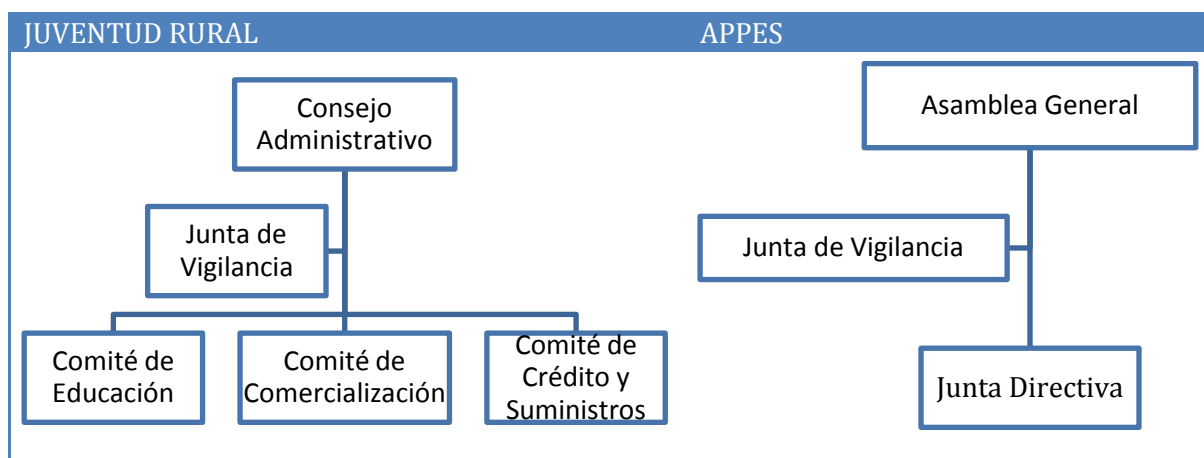 JUVENTUD RURAL
APPES
Consejo
Administrativo
Junta de
Vigilancia
Comité de
Educación
Comité de
Comercialización
Comité de
Crédito y
Suministros
Asamblea General
Junta de Vigilancia
Junta Directiva